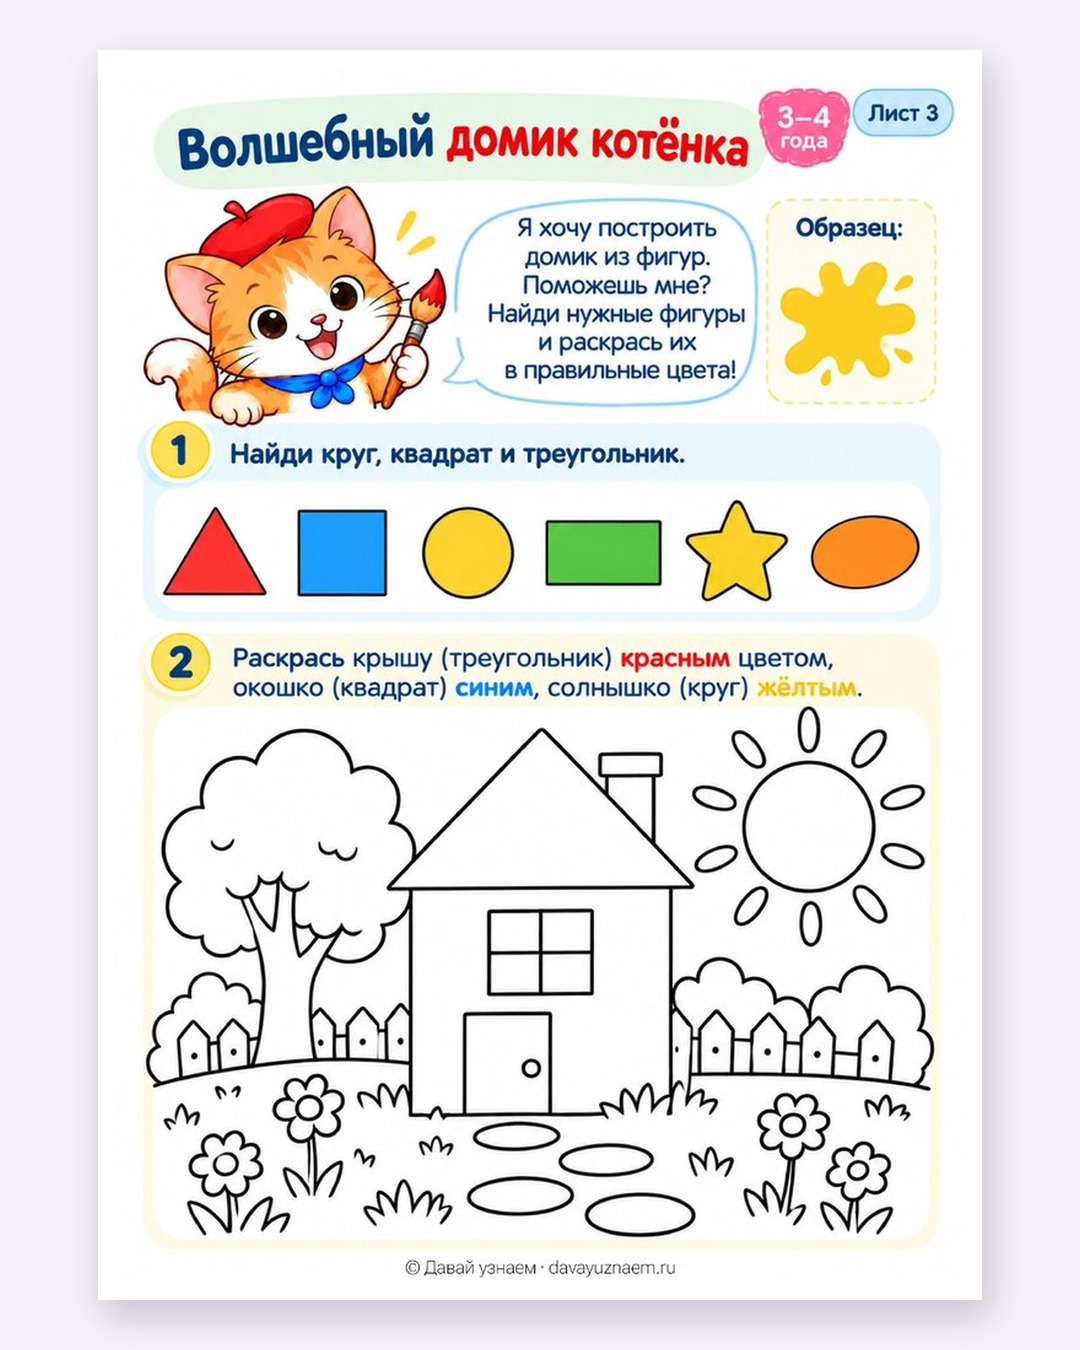 Волшебный домик котёнка
3–4
года
Лист 3
Я хочу построить
домик из фигур.
Поможешь мне?
Найди нужные фигуры
и раскрась их
в правильные цвета!
Образец:
1
Найди круг, квадрат и треугольник.
2
Раскрась крышу (треугольник) красным цветом,
окошко (квадрат) синим, солнышко (круг) жёлтым.
© Давай узнаем · davayuznaem.ru